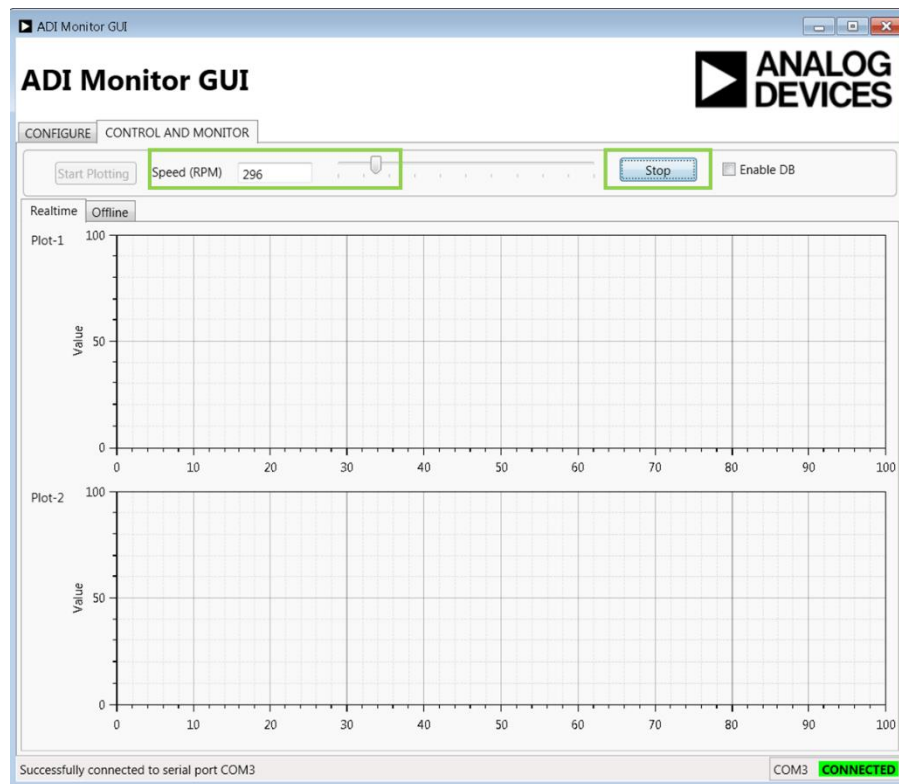 ADI Monitor GUI
ADI Monitor GUI
ANALOG
DEVICES
CONFIGURE CONTROL AND MONITOR
Start Plotting Speed (RPM) 296 Stop Enable DB
Realtime Offline
Plot-1
100
50
0
Value
0 10 20 30 40 50 60 70 80 90 100
Plot-2
100
50
0
Value
0 10 20 30 40 50 60 70 80 90 100
Successfully connected to serial port COM3 COM3 CONNECTED